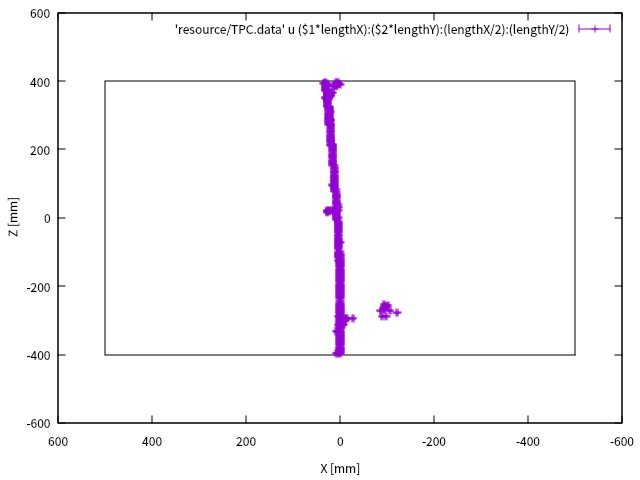 'resource/TPC.data' u ($1*lengthX):($2*lengthY):(lengthX/2):(lengthY/2)
600
400
200
0
-200
-400
-600
Z [mm]
600 400 200 0 -200 -400 -600
X [mm]